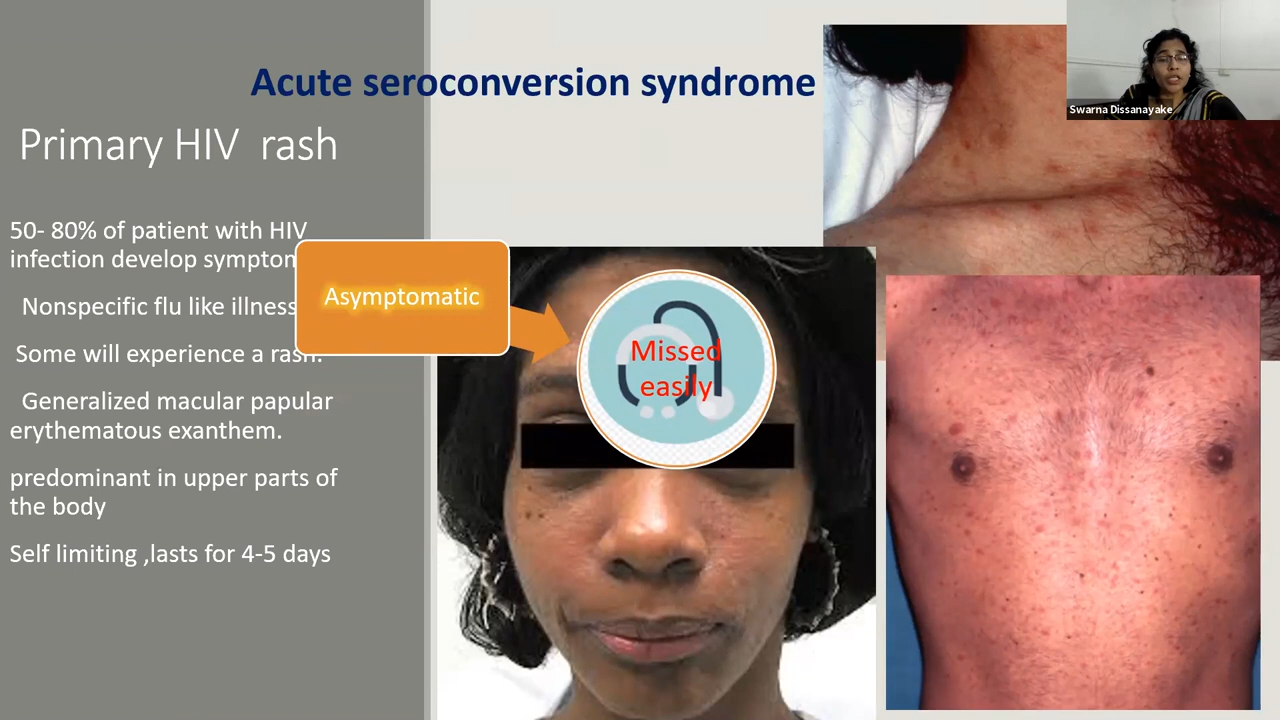 Acute seroconversion syndrome
Primary HIV rash
50- 80% of patient with HIV
infection develop
Nonspecific flu like illness
Some will experience a rash.
Generalized macular papular
erythematous exanthem.
predominant in upper parts of
the body
Self limiting ,lasts for 4-5 days
Asymptomatic
Missed
easily
Swarna Dissanayake